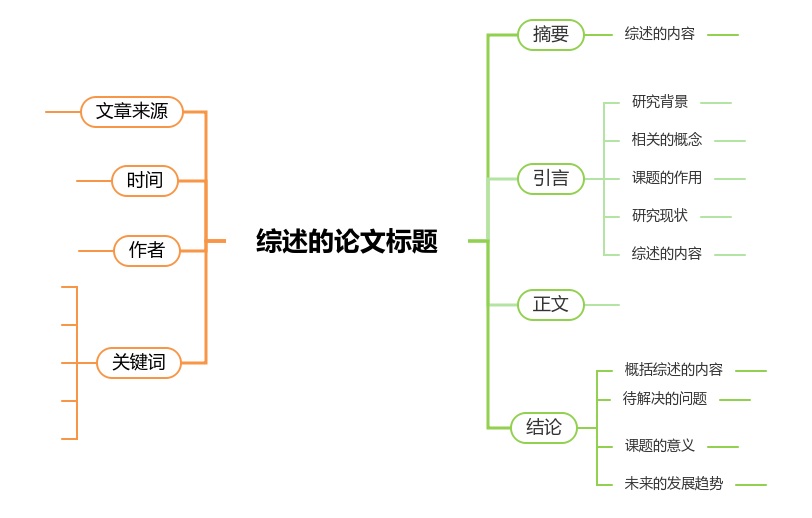 综述的论文标题
文章来源
时间
作者
关键词
摘要
综述的内容
引言
研究背景
相关的概念
课题的作用
研究现状
综述的内容
正文
结论
概括综述的内容
待解决的问题
课题的意义
未来的发展趋势